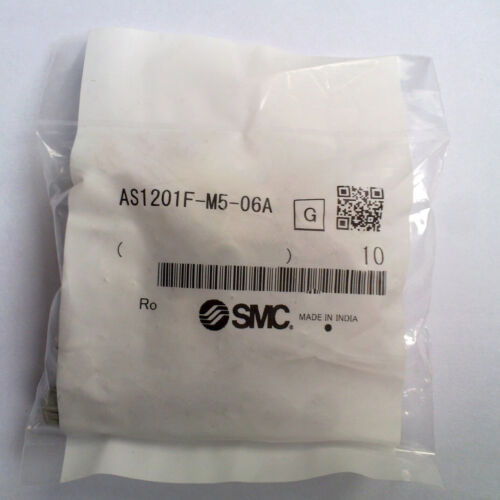 AS1201F-M5-06A G
( ) 10
Ro SMC. MADE IN INDIA